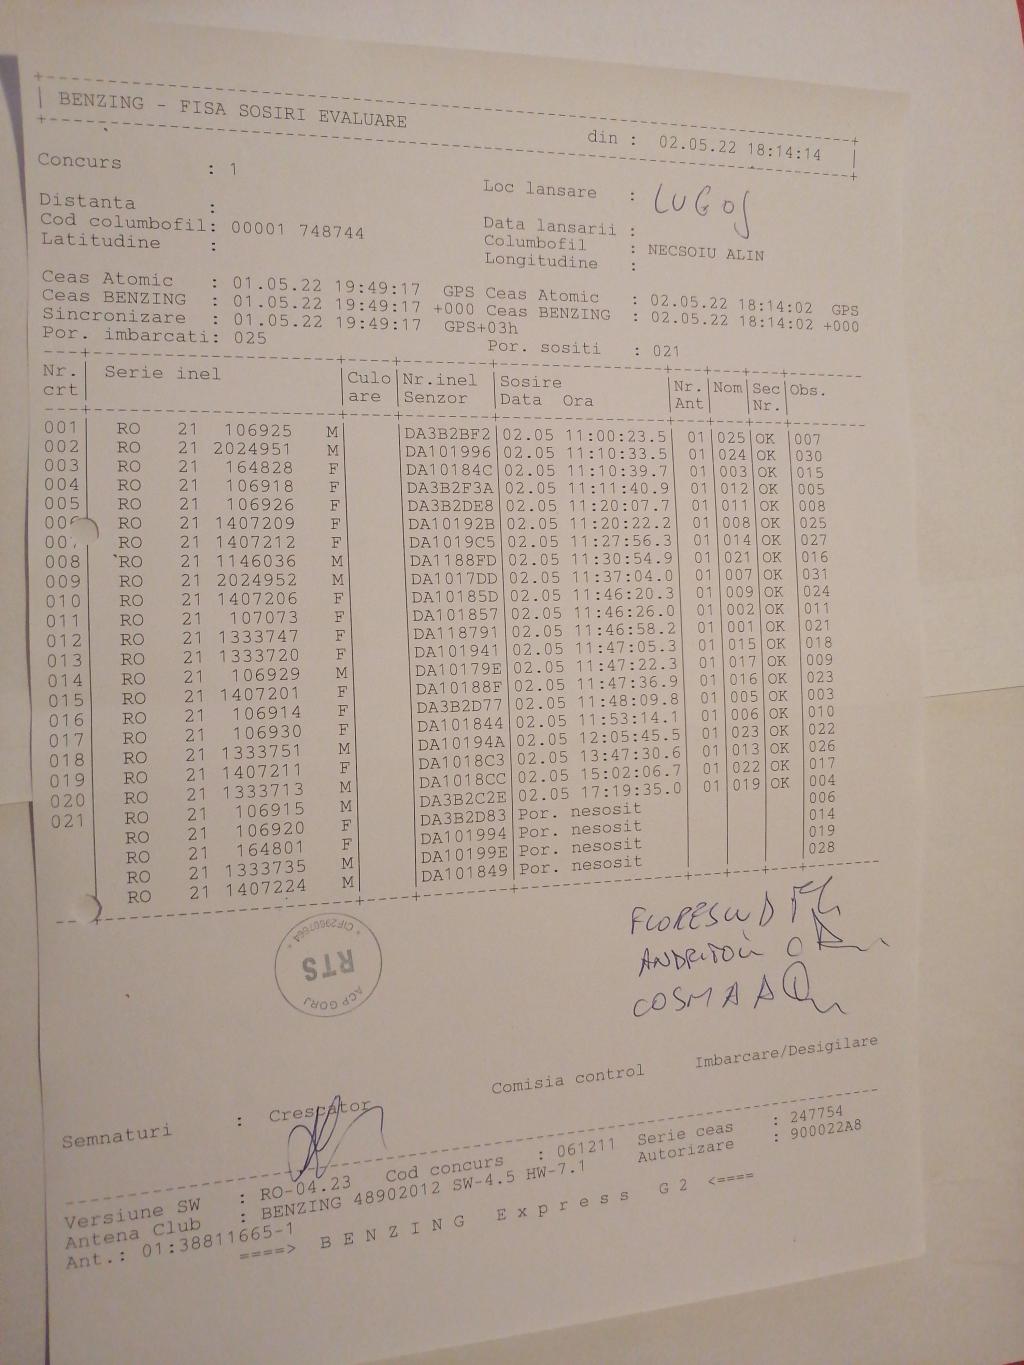 BENZING - FISA SOSIRI EVALUARE din : 02.05.22 18:14:14
Concurs : 1 Loc lansare : LUGOJ
Distanta : Data lansarii :
Cod columbofil: 00001 748744 Columbofil : NECSOIU ALIN
Latitudine : Longitudine :
Ceas Atomic : 01.05.22 19:49:17 GPS Ceas Atomic : 02.05.22 18:14:02 GPS
Ceas BENZING : 01.05.22 19:49:17 +000 Ceas BENZING : 02.05.22 18:14:02 +000
Sincronizare : 01.05.22 19:49:17 GPS+03h
Por. imbarcati: 025 Por. sositi : 021
Nr. Serie inel Culo Nr.inel Sosire Nr. Nom Sec Obs.
crt are Senzor Data Ora Ant Nr.
001 RO 21 106925 M DA3B2BF2 02.05 11:00:23.5 01 025 OK 007
002 RO 21 2024951 M DA101996 02.05 11:10:33.5 01 024 OK 030
003 RO 21 164828 F DA10184C 02.05 11:10:39.7 01 003 OK 015
004 RO 21 106918 F DA3B2F3A 02.05 11:11:40.9 01 012 OK 005
005 RO 21 106926 F DA3B2DE8 02.05 11:20:07.7 01 011 OK 008
006 RO 21 1407209 F DA10192B 02.05 11:20:22.2 01 008 OK 025
007 RO 21 1407212 F DA1019C5 02.05 11:27:56.3 01 014 OK 027
008 RO 21 1146036 M DA1188FD 02.05 11:30:54.9 01 021 OK 016
009 RO 21 2024952 M DA1017DD 02.05 11:37:04.0 01 007 OK 031
010 RO 21 1407206 F DA10185D 02.05 11:46:20.3 01 009 OK 024
011 RO 21 107073 F DA101857 02.05 11:46:26.0 01 002 OK 011
012 RO 21 1333747 F DA118791 02.05 11:46:58.2 01 001 OK 021
013 RO 21 1333720 F DA101941 02.05 11:47:05.3 01 015 OK 018
014 RO 21 106929 M DA10179E 02.05 11:47:22.3 01 017 OK 009
015 RO 21 1407201 F DA10188F 02.05 11:47:36.9 01 016 OK 023
016 RO 21 106914 F DA3B2D77 02.05 11:48:09.8 01 005 OK 003
017 RO 21 106930 F DA101844 02.05 11:53:14.1 01 006 OK 010
018 RO 21 1333751 M DA10194A 02.05 12:05:45.5 01 023 OK 022
019 RO 21 1407211 F DA1018C3 02.05 13:47:30.6 01 013 OK 026
020 RO 21 1333713 M DA1018CC 02.05 15:02:06.7 01 022 OK 017
021 RO 21 106915 M DA3B2C2E 02.05 17:19:35.0 01 019 OK 004
RO 21 106920 F DA3B2D83 Por. nesosit 006
RO 21 164801 F DA101994 Por. nesosit 014
RO 21 1333735 M DA10199E Por. nesosit 019
RO 21 1407224 M DA101849 Por. nesosit 028
FLORESCU D
ANDRITOIU O
COSMA A
ACP GORJ
RTS
* CIF29607664 *
Comisia control Imbarcare/Desigilare
Semnaturi : Crescator
Versiune SW : RO-04.23 Cod concurs : 061211 Serie ceas : 247754
Antena Club : BENZING 48902012 SW-4.5 HW-7.1 Autorizare : 900022A8
Ant.: 01:38811665-1
====> B E N Z I N G E x p r e s s G 2 <====